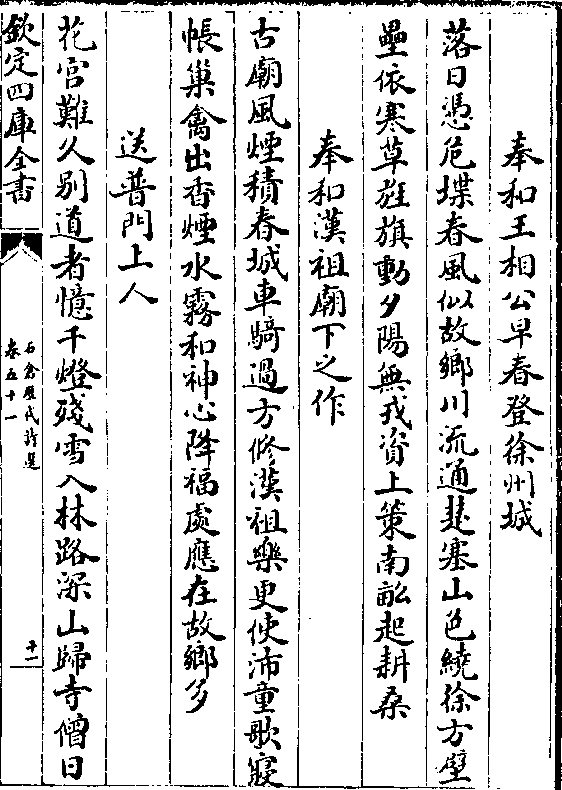 奉和王相公早春登徐州城
落日憑危堞春風似故鄉川流通楚塞山色繞徐方壁
壘依寒草旌旗動夕陽無戎資上策南畝起耕桑
奉和漢祖廟下之作
古廟風煙積春城車騎過方修漢祖樂更使沛童歌寢
帳巢禽出香煙水霧和神心降福處應在故鄉多
送普門上人
花宮難久別道者憶千燈殘雪入林路深山歸寺僧日
欽定四庫全書
石倉歷代詩選
卷五十一
十一